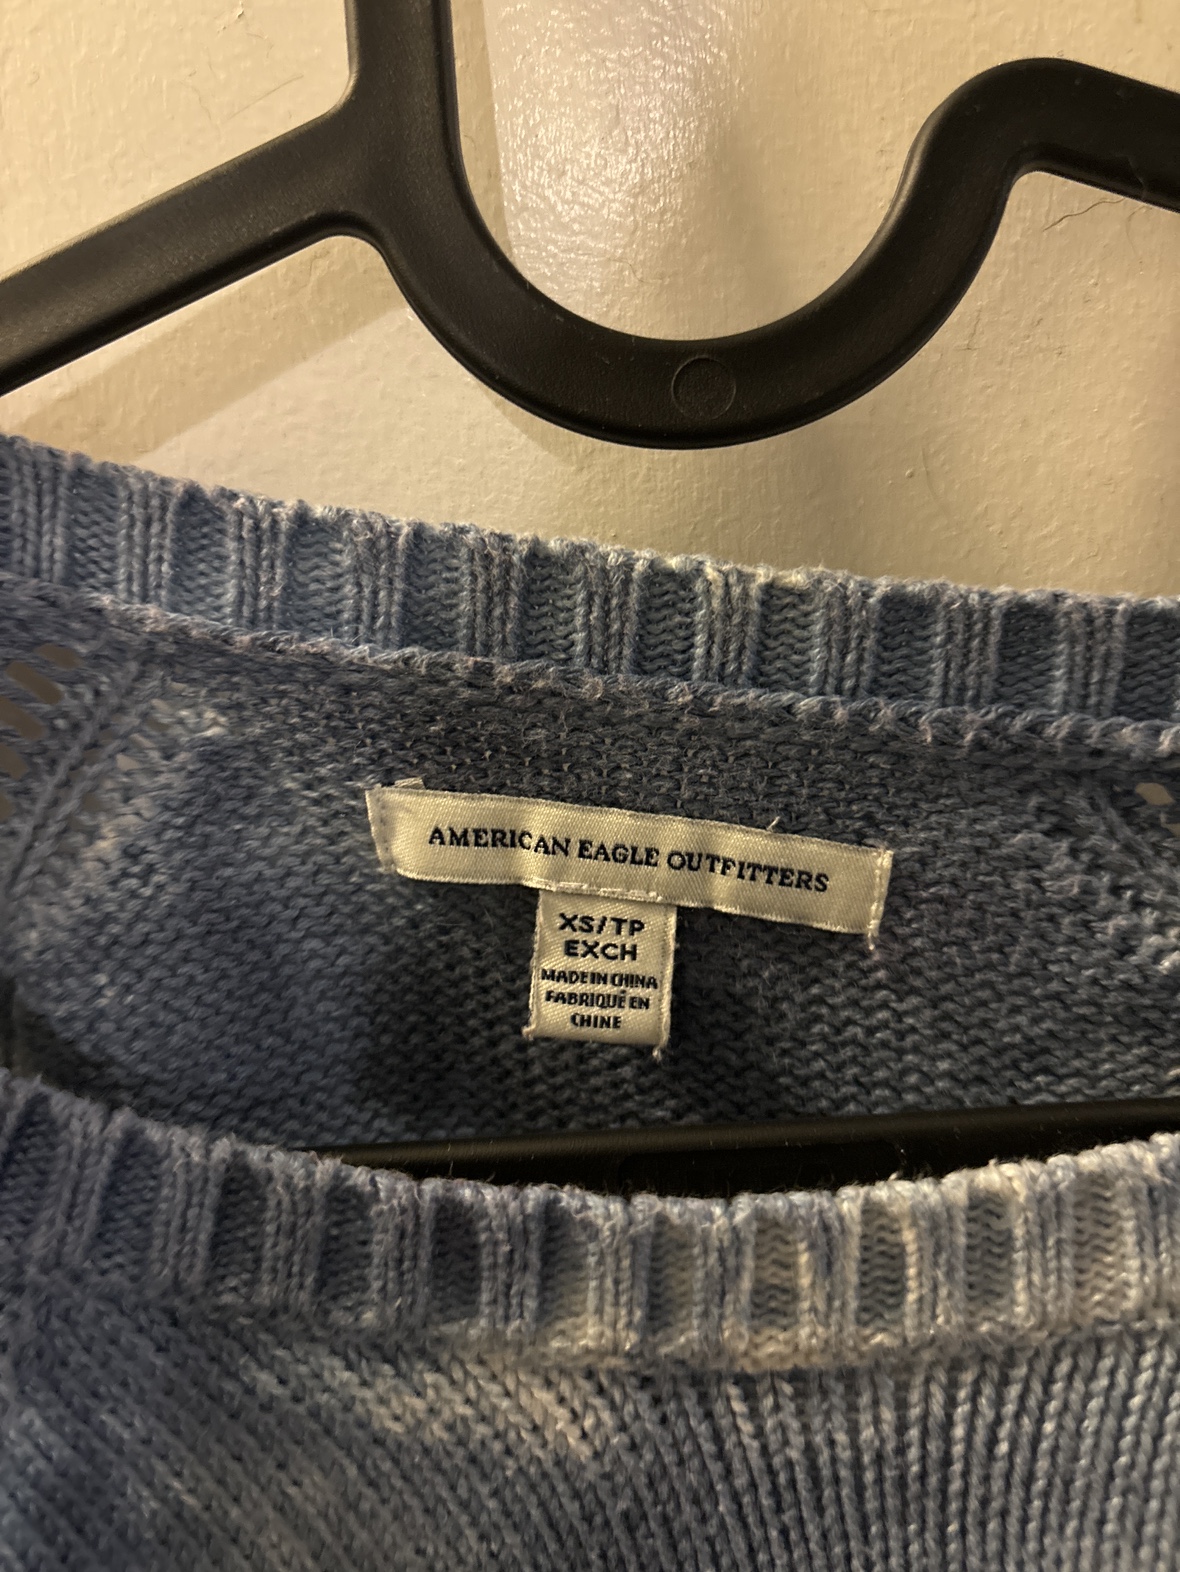 AMERICAN EAGLE OUTFITTERS
XS/TP
EXCH
MADE IN CHINA
FABRIQUÉ EN
CHINE